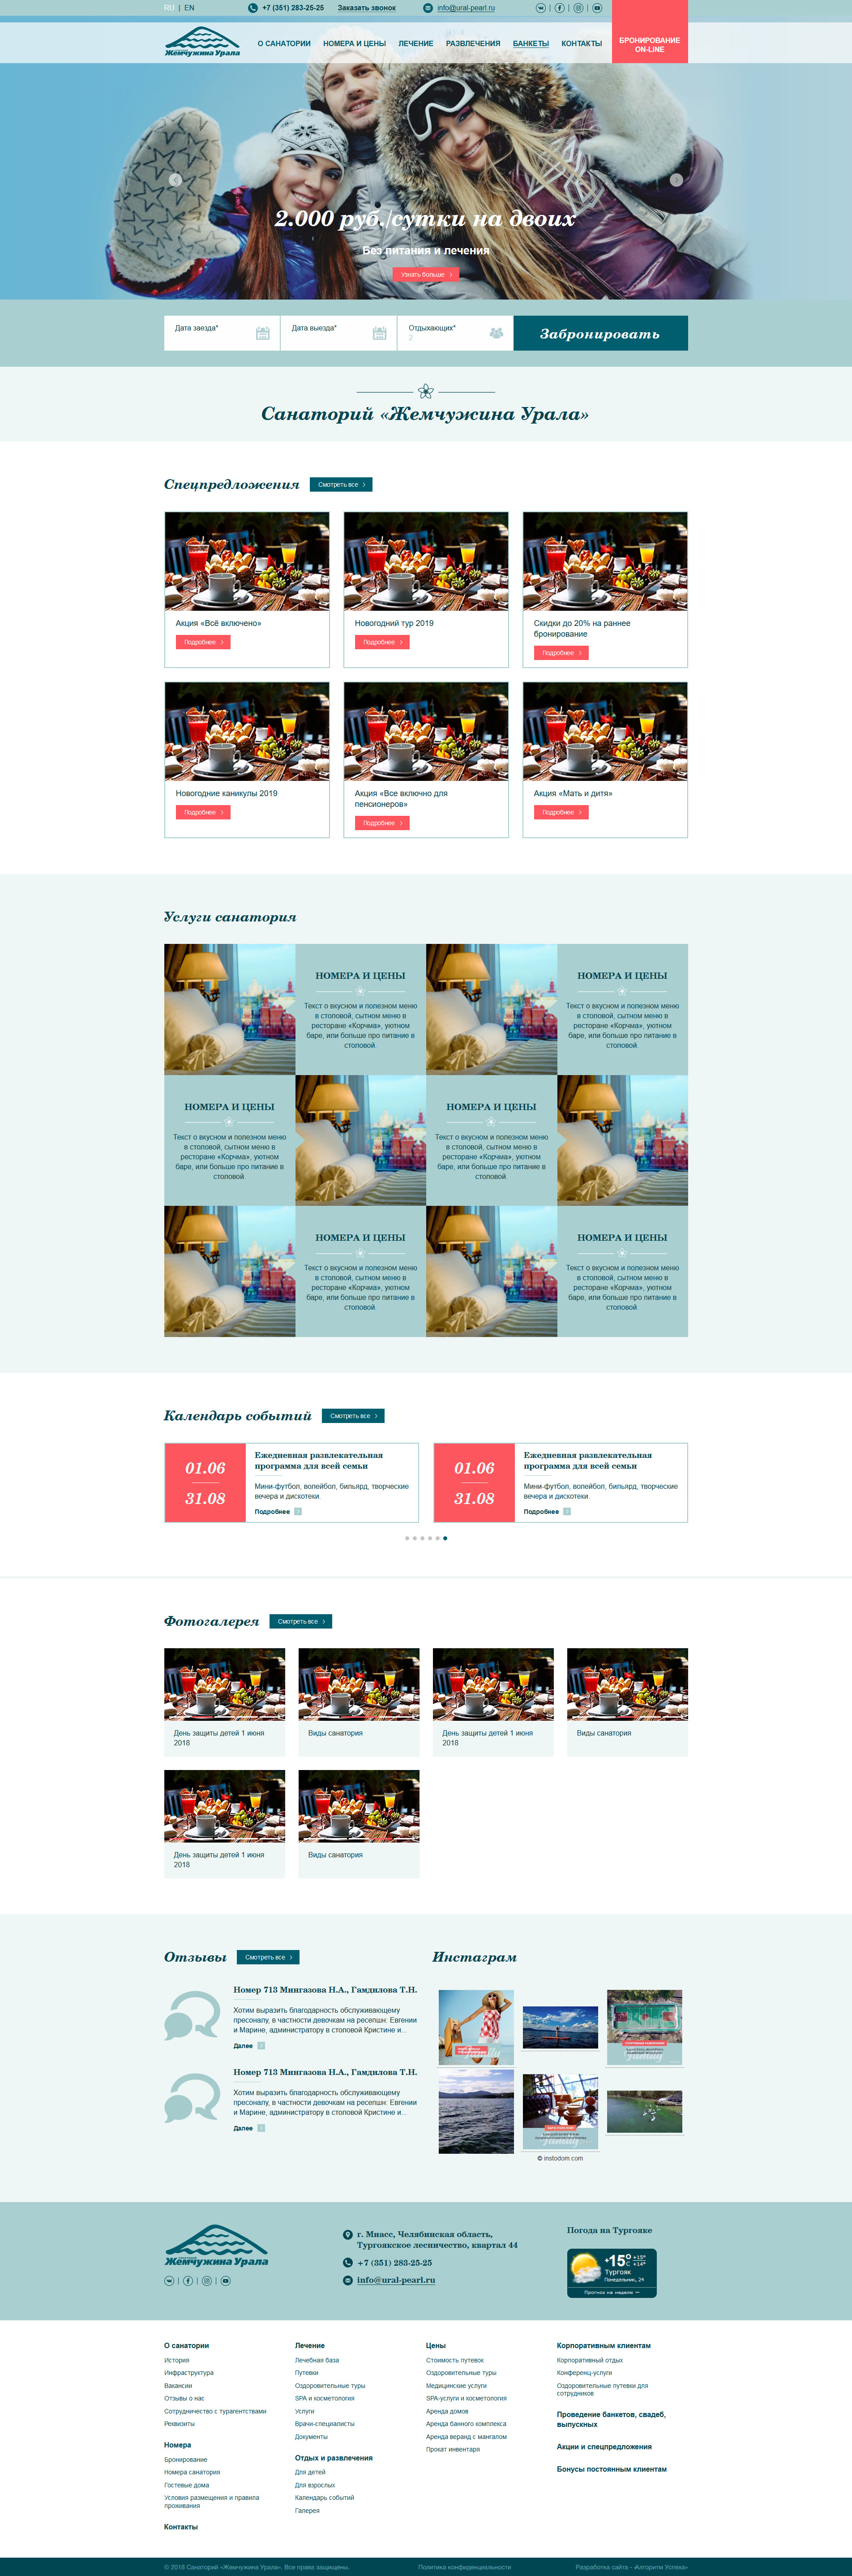 RU | EN
+7 (351) 283-25-25 Заказать звонок
info@ural-pearl.ru
Жемчужина Урала
О САНАТОРИИ НОМЕРА И ЦЕНЫ ЛЕЧЕНИЕ РАЗВЛЕЧЕНИЯ БАНКЕТЫ КОНТАКТЫ
БРОНИРОВАНИЕ
ON-LINE
2.000 руб./сутки на двоих
Без питания и лечения
Узнать больше
Дата заезда*
Дата выезда*
Отдыхающих*
2
Забронировать
Санаторий «Жемчужина Урала»
Спецпредложения
Смотреть все
Акция «Всё включено»
Подробнее
Новогодний тур 2019
Подробнее
Скидки до 20% на раннее
бронирование
Подробнее
Новогодние каникулы 2019
Подробнее
Акция «Все включно для
пенсионеров»
Подробнее
Акция «Мать и дитя»
Подробнее
Услуги санатория
НОМЕРА И ЦЕНЫ
Текст о вкусном и полезном меню
в столовой, сытном меню в
ресторане «Корчма», уютном
баре, или больше про питание в
столовой.
НОМЕРА И ЦЕНЫ
Текст о вкусном и полезном меню
в столовой, сытном меню в
ресторане «Корчма», уютном
баре, или больше про питание в
столовой.
НОМЕРА И ЦЕНЫ
Текст о вкусном и полезном меню
в столовой, сытном меню в
ресторане «Корчма», уютном
баре, или больше про питание в
столовой.
НОМЕРА И ЦЕНЫ
Текст о вкусном и полезном меню
в столовой, сытном меню в
ресторане «Корчма», уютном
баре, или больше про питание в
столовой.
НОМЕРА И ЦЕНЫ
Текст о вкусном и полезном меню
в столовой, сытном меню в
ресторане «Корчма», уютном
баре, или больше про питание в
столовой.
НОМЕРА И ЦЕНЫ
Текст о вкусном и полезном меню
в столовой, сытном меню в
ресторане «Корчма», уютном
баре, или больше про питание в
столовой.
Календарь событий
Смотреть все
01.06
31.08
Ежедневная развлекательная
программа для всей семьи
Мини-футбол, волейбол, бильярд, творческие
вечера и дискотеки.
Подробнее
01.06
31.08
Ежедневная развлекательная
программа для всей семьи
Мини-футбол, волейбол, бильярд, творческие
вечера и дискотеки.
Подробнее
Фотогалерея
Смотреть все
День защиты детей 1 июня
2018
Виды санатория
День защиты детей 1 июня
2018
Виды санатория
День защиты детей 1 июня
2018
Виды санатория
Отзывы
Смотреть все
Номер 713 Мингазова Н.А., Гамдилова Т.Н.
Хотим выразить благодарность обслуживающему
пресоналу, в частности девочкам на ресепшн: Евгении
и Марине, администратору в столовой Кристине и...
Далее
Номер 713 Мингазова Н.А., Гамдилова Т.Н.
Хотим выразить благодарность обслуживающему
пресоналу, в частности девочкам на ресепшн: Евгении
и Марине, администратору в столовой Кристине и...
Далее
Инстаграм
family
family
family
© instodom.com
Жемчужина Урала
г. Миасс, Челябинская область,
Тургоякское лесничество, квартал 44
+7 (351) 283-25-25
info@ural-pearl.ru
Погода на Тургояке
+15°C +15° +14°
Тургояк
Понедельник, 24
Прогноз на неделю
О санатории
История
Инфраструктура
Вакансии
Отзывы о нас
Сотрудничество с турагентствами
Реквизиты
Номера
Бронирование
Номера санатория
Гостевые дома
Условия размещения и правила
проживания
Контакты
Лечение
Лечебная база
Путевки
Оздоровительные туры
SPA и косметология
Услуги
Врачи-специалисты
Документы
Отдых и развлечения
Для детей
Для взрослых
Календарь событий
Галерея
Цены
Стоимость путевок
Оздоровительные туры
Медицинские услуги
SPA-услуги и косметология
Аренда домов
Аренда банного комплекса
Аренда веранд с мангалом
Прокат инвентаря
Корпоративным клиентам
Корпоративный отдых
Конференц-услуги
Оздоровительные путевки для
сотрудников
Проведение банкетов, свадеб,
выпускных
Акции и спецпредложения
Бонусы постоянным клиентам
© 2018 Санаторий «Жемчужина Урала». Все права защищены.
Политика конфиденциальности
Разработка сайта - «Алгоритм Успеха»